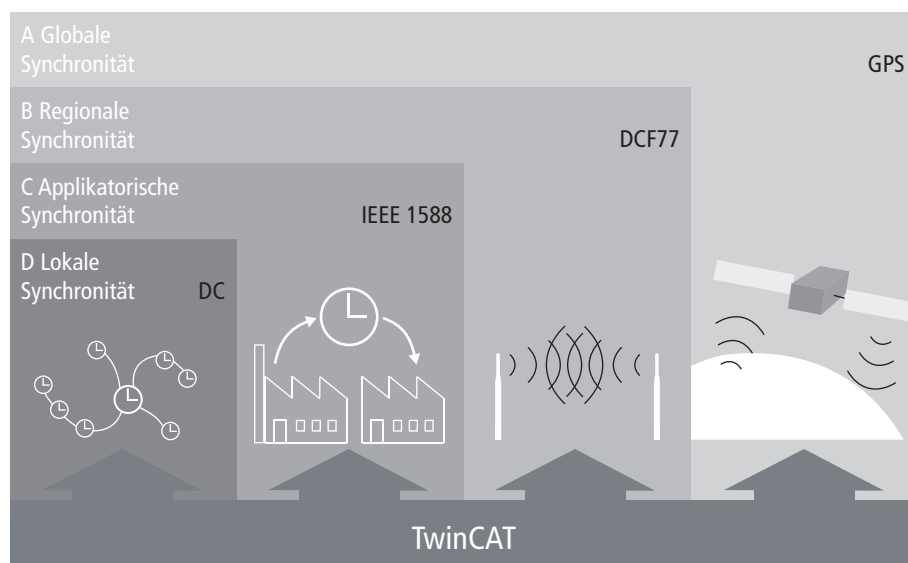 A Globale
Synchronität
GPS
B Regionale
Synchronität
DCF77
C Applikatorische
Synchronität
IEEE 1588
D Lokale
Synchronität
DC
TwinCAT